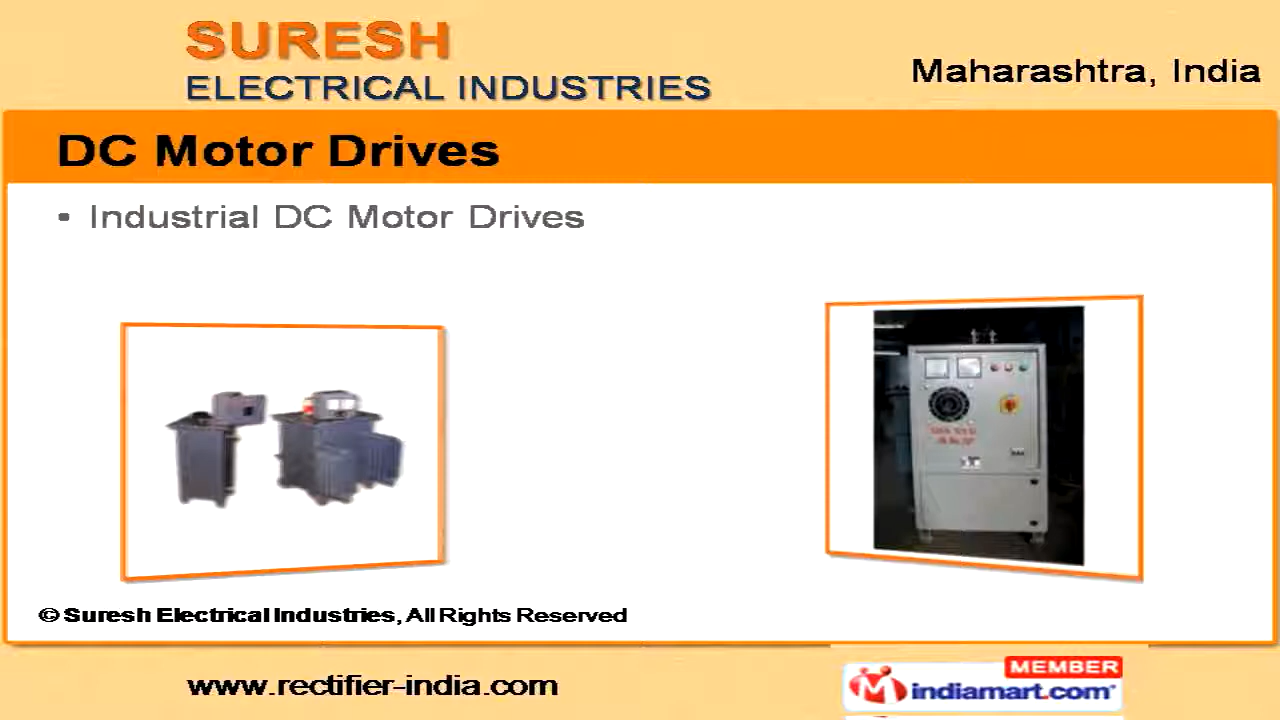 SURESH
ELECTRICAL INDUSTRIES
Maharashtra, India
DC Motor Drives
• Industrial DC Motor Drives
© Suresh Electrical Industries, All Rights Reserved
www.rectifier-india.com
MEMBER
indiamart.com